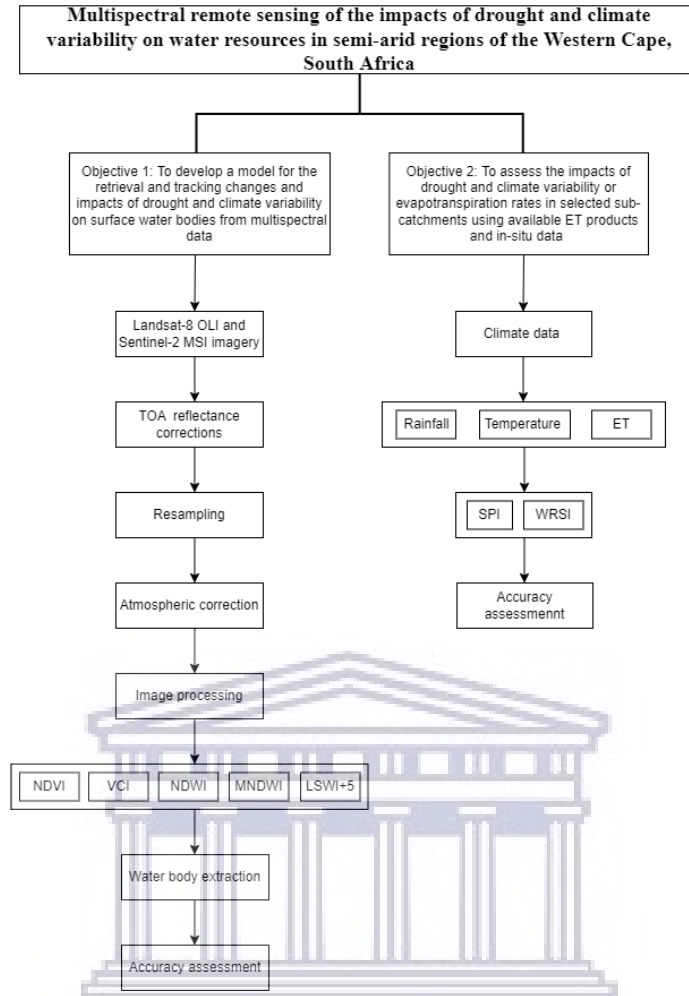 Multispectral remote sensing of the impacts of drought and climate
variability on water resources in semi-arid regions of the Western Cape,
South Africa
Objective 1: To develop a model for the
retrieval and tracking changes and
impacts of drought and climate variability
on surface water bodies from multispectral
data
Objective 2: To assess the impacts of
drought and climate variability or
evapotranspiration rates in selected sub-
catchments using available ET products
and in-situ data
Landsat-8 OLI and
Sentinel-2 MSI imagery
Climate data
TOA reflectance
corrections
Rainfall
Temperature
ET
Resampling
SPI
WRSI
Atmospheric correction
Accuracy
assessmennt
Image processing
NDVI
VCI
NDWI
MNDWI
LSWI+5
Water body extraction
Accuracy assessment